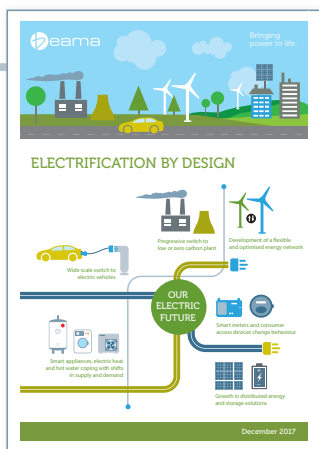 beama
Bringing
power to life.
ELECTRIFICATION BY DESIGN
Progressive switch to
low or zero carbon plant
Development of a flexible
and optimised energy network
Wide scale switch to
electric vehicles
OUR
ELECTRIC
FUTURE
Smart meters and consumer
access devices change behaviour
Smart appliances, electric heat
and hot water coping with shifts
in supply and demand
Growth in distributed energy
and storage solutions
December 2017